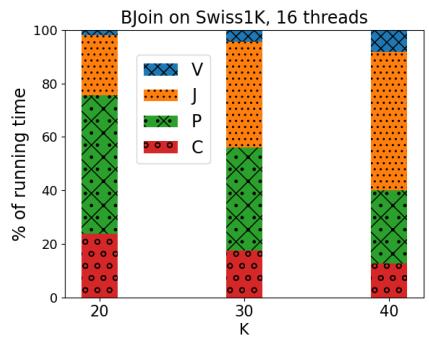 BJoin on Swiss1K, 16 threads
% of running time
100
80
60
40
20
0
V
J
P
C
20
30
40
K